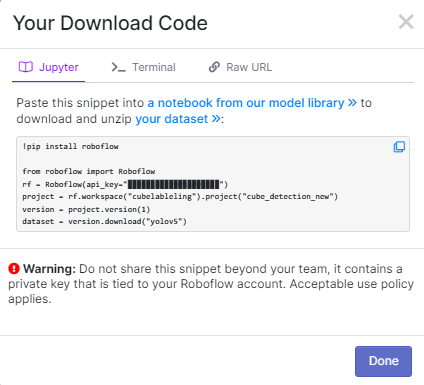 Your Download Code
Jupyter
Terminal
Raw URL
Paste this snippet into a notebook from our model library » to
download and unzip your dataset »:
!pip install roboflow
from roboflow import Roboflow
rf = Roboflow(api_key="████████████████████")
project = rf.workspace("cubelableling").project("cube_detection_new")
version = project.version(1)
dataset = version.download("yolov5")
Warning: Do not share this snippet beyond your team, it contains a
private key that is tied to your Roboflow account. Acceptable use policy
applies.
Done